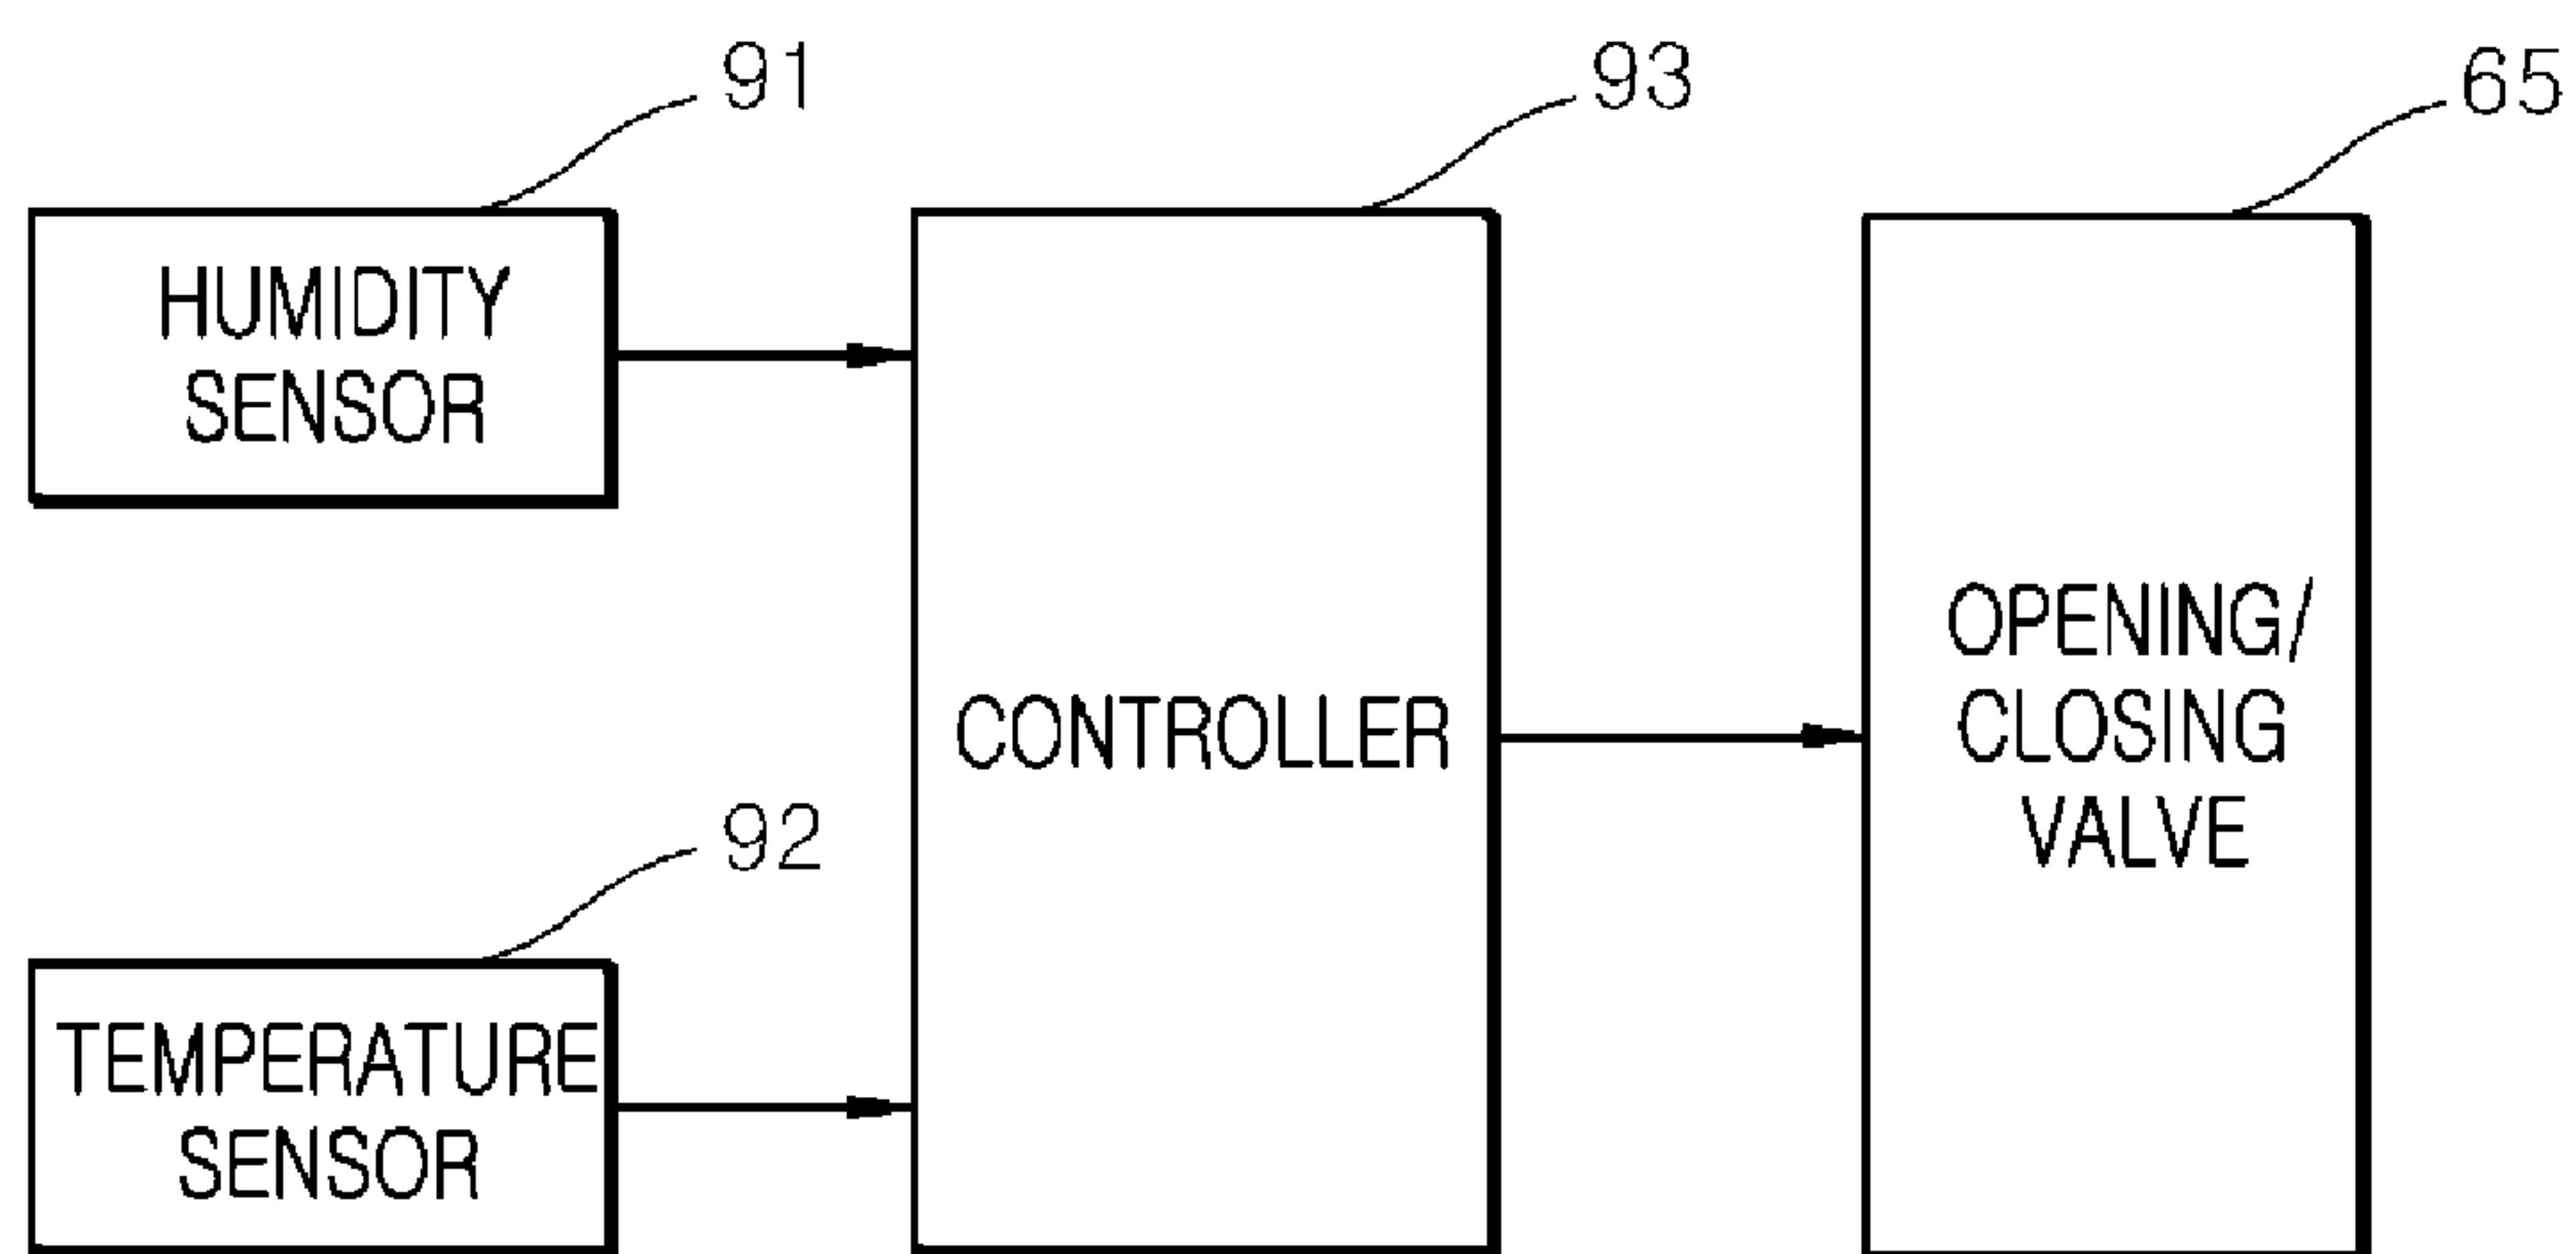 91
HUMIDITY
SENSOR
93
CONTROLLER
65
OPENING/
CLOSING
VALVE
92
TEMPERATURE
SENSOR